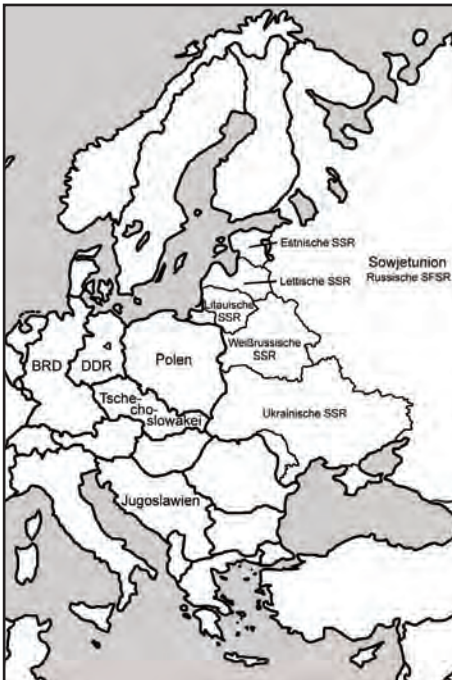 Estnische SSR
Sowjetunion
Russische SFSR
Lettische SSR
Litauische
SSR
Weißrussische
SSR
BRD
DDR
Polen
Tsche-
cho-
slowakei
Ukrainische SSR
Jugoslawien